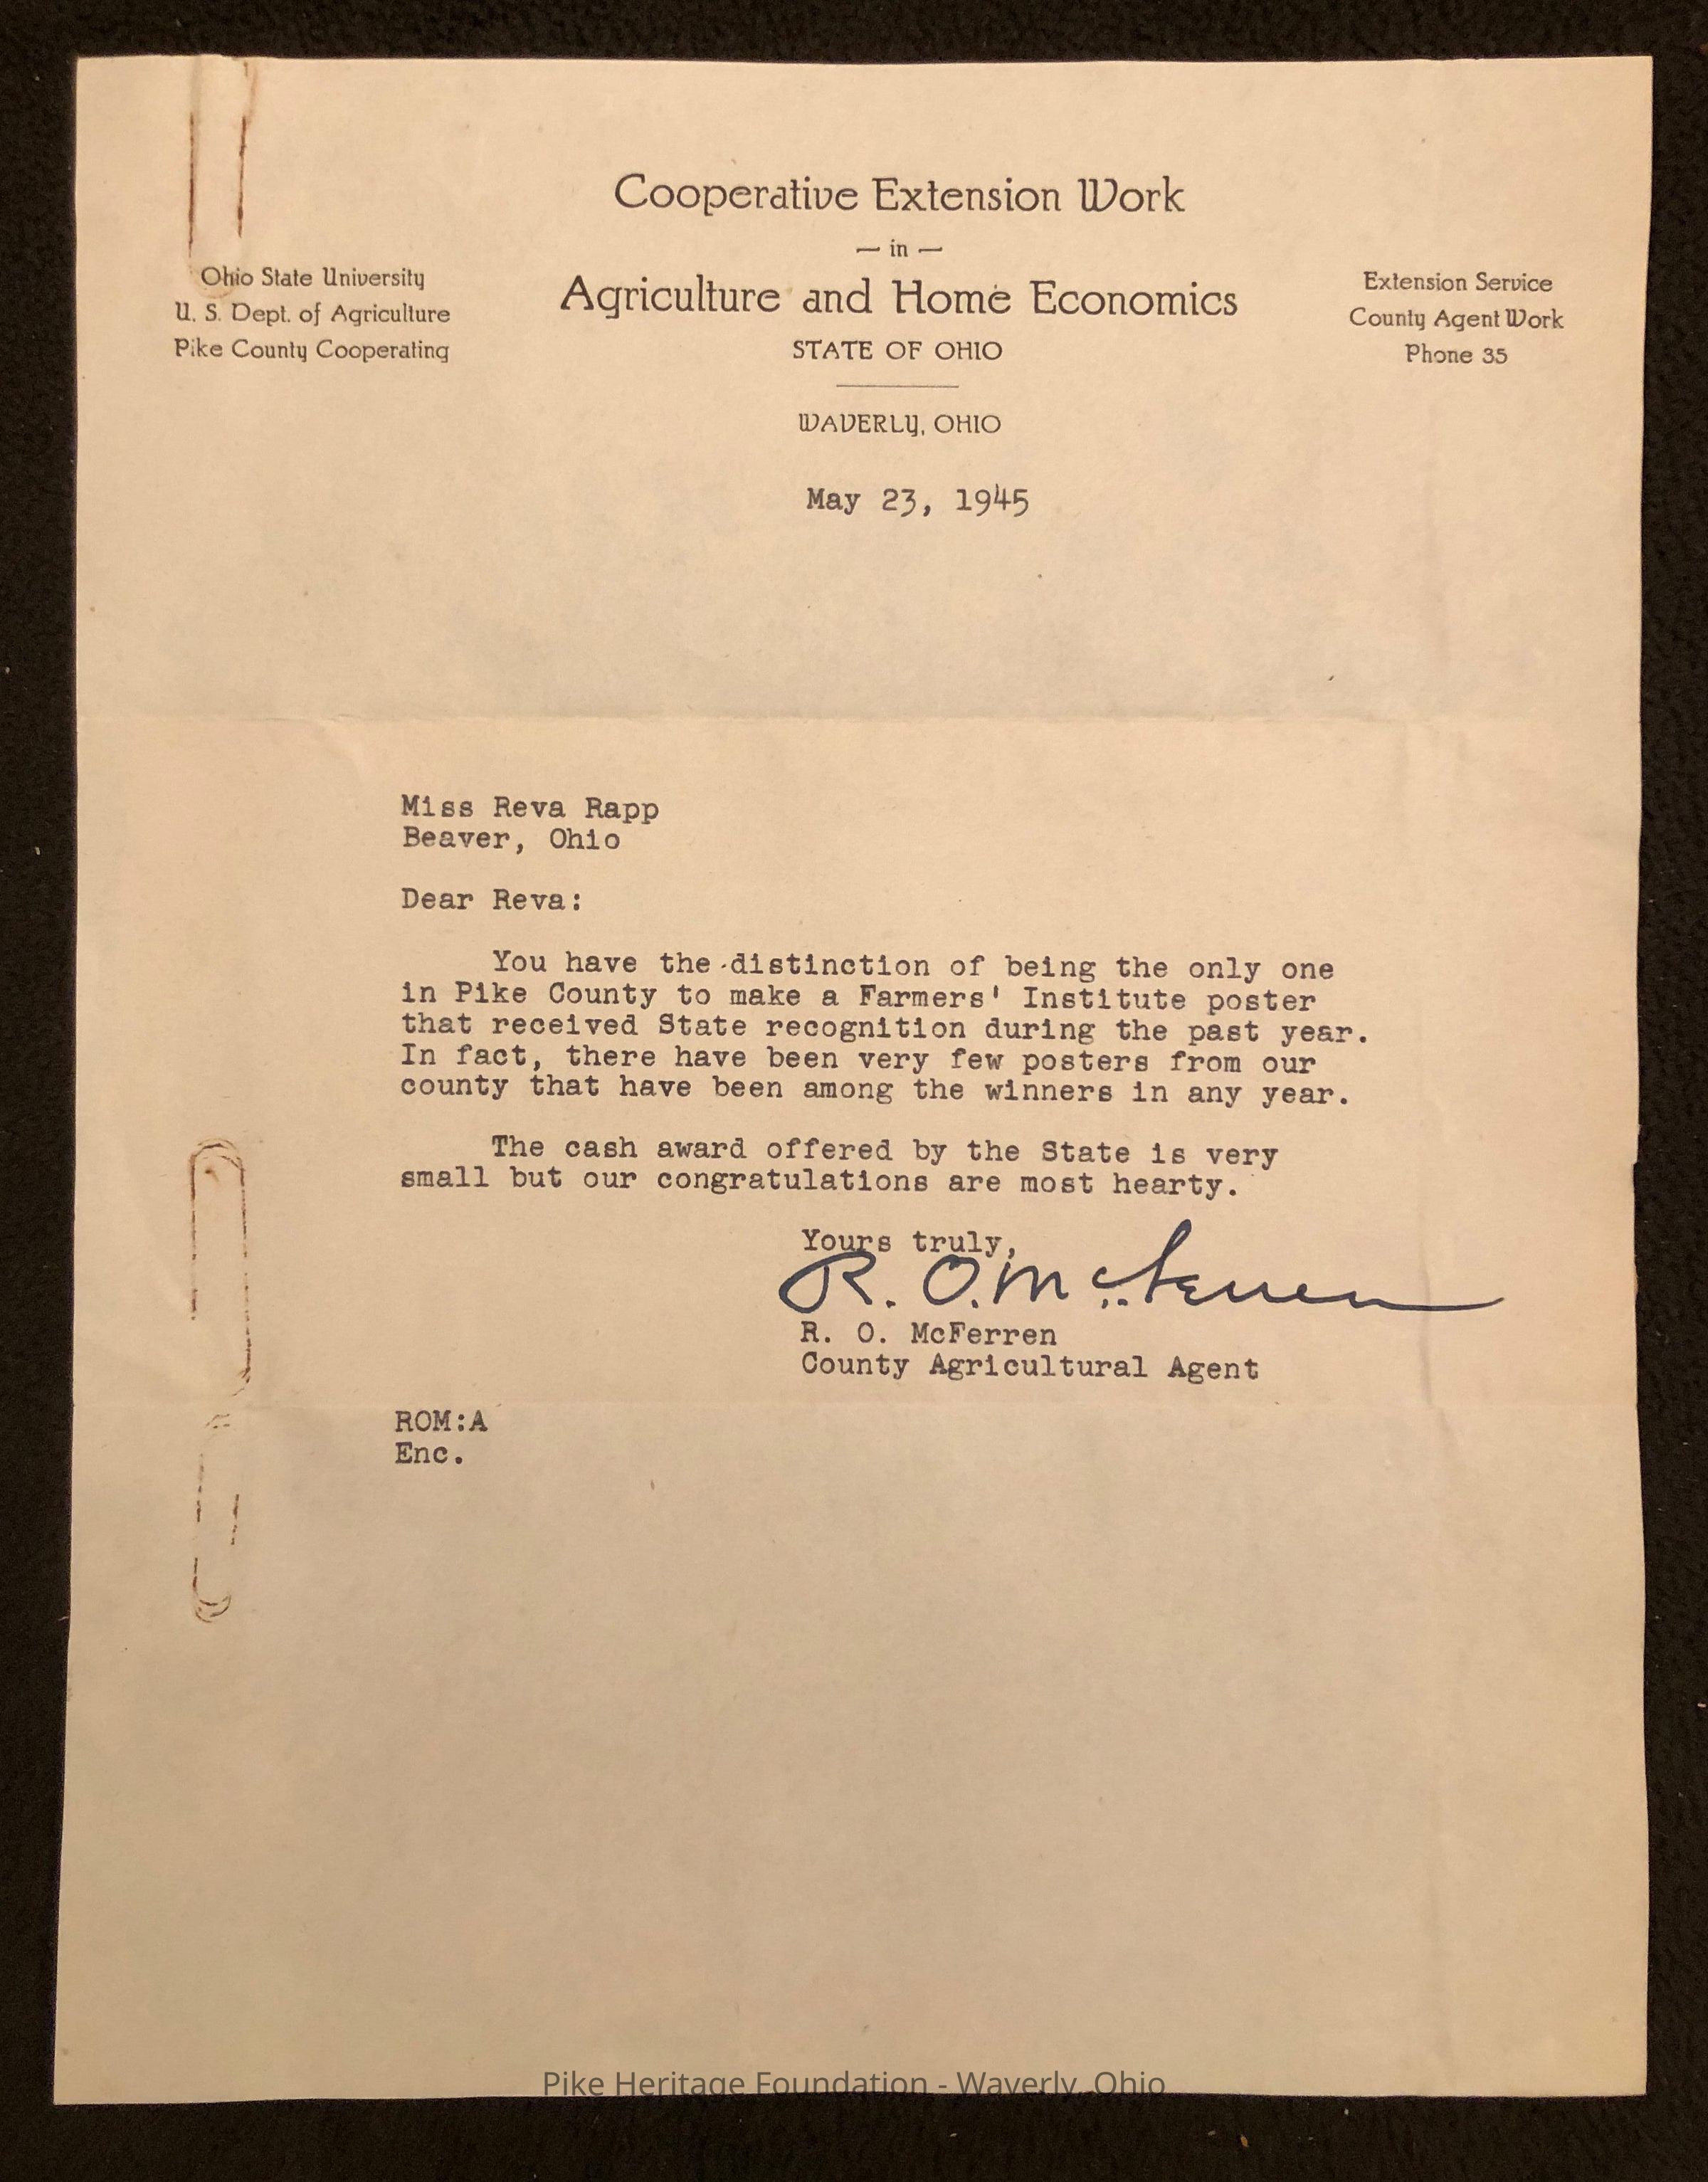 Cooperative Extension Work
— in —
Agriculture and Home Economics
STATE OF OHIO
WAVERLY, OHIO
Ohio State University
U. S. Dept. of Agriculture
Pike County Cooperating
Extension Service
County Agent Work
Phone 35
May 23, 1945
Miss Reva Rapp
Beaver, Ohio
Dear Reva:
You have the distinction of being the only one
in Pike County to make a Farmers' Institute poster
that received State recognition during the past year.
In fact, there have been very few posters from our
county that have been among the winners in any year.
The cash award offered by the State is very
small but our congratulations are most hearty.
Yours truly,
R. O. McFerren
R. O. McFerren
County Agricultural Agent
ROM:A
Enc.
Pike Heritage Foundation - Waverly, Ohio